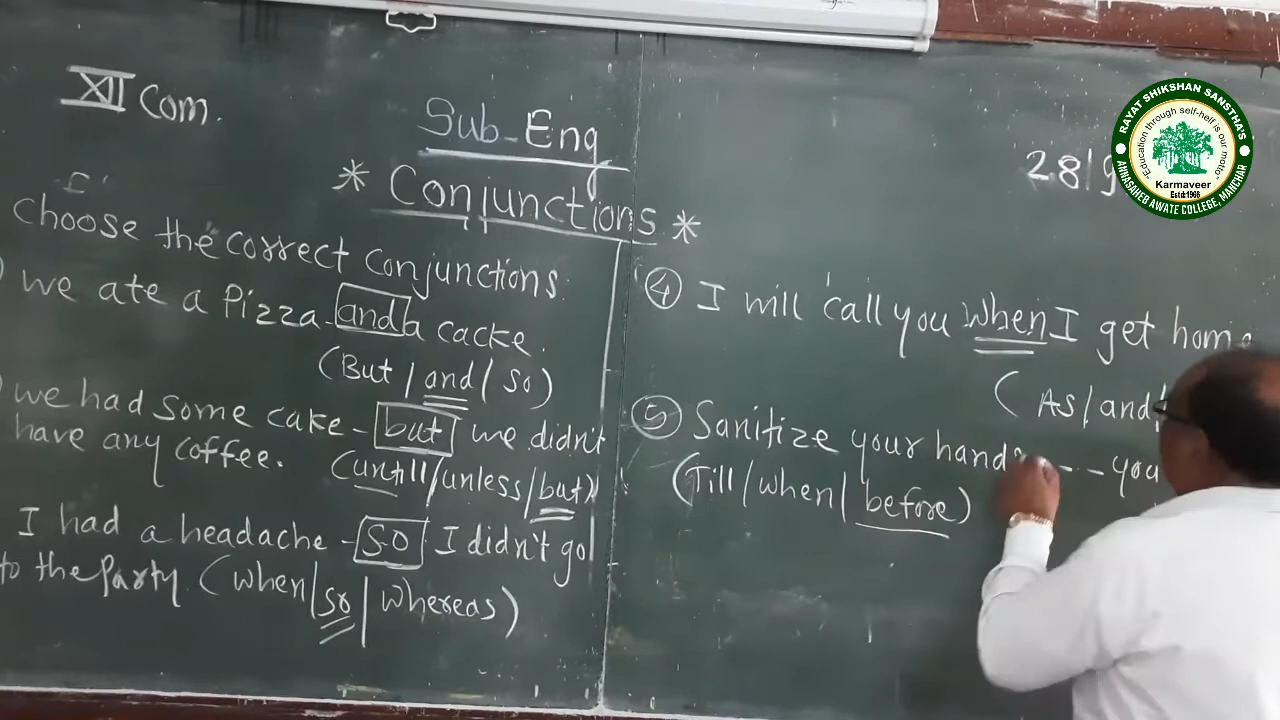 XII Com.
Sub-Eng
* Conjunctions *
28/9
Choose the correct conjunctions:
) we ate a Pizza and a cacke.
(But / and / so)
) we had some cake - but we didn't
have any coffee. (untill/unless/but)
I had a headache - SO I didn't go
to the Party. (when/so/whereas)
④ I will call you when I get home
( As / and /
⑤ Sanitize your hands - - - you
(Till / when / before)
RAYAT SHIKSHAN SANSTHA'S
"Education through self-help is our motto"
Karmaveer
Estd:1966
ANNASAHEB AWATE COLLEGE, MANCHAR